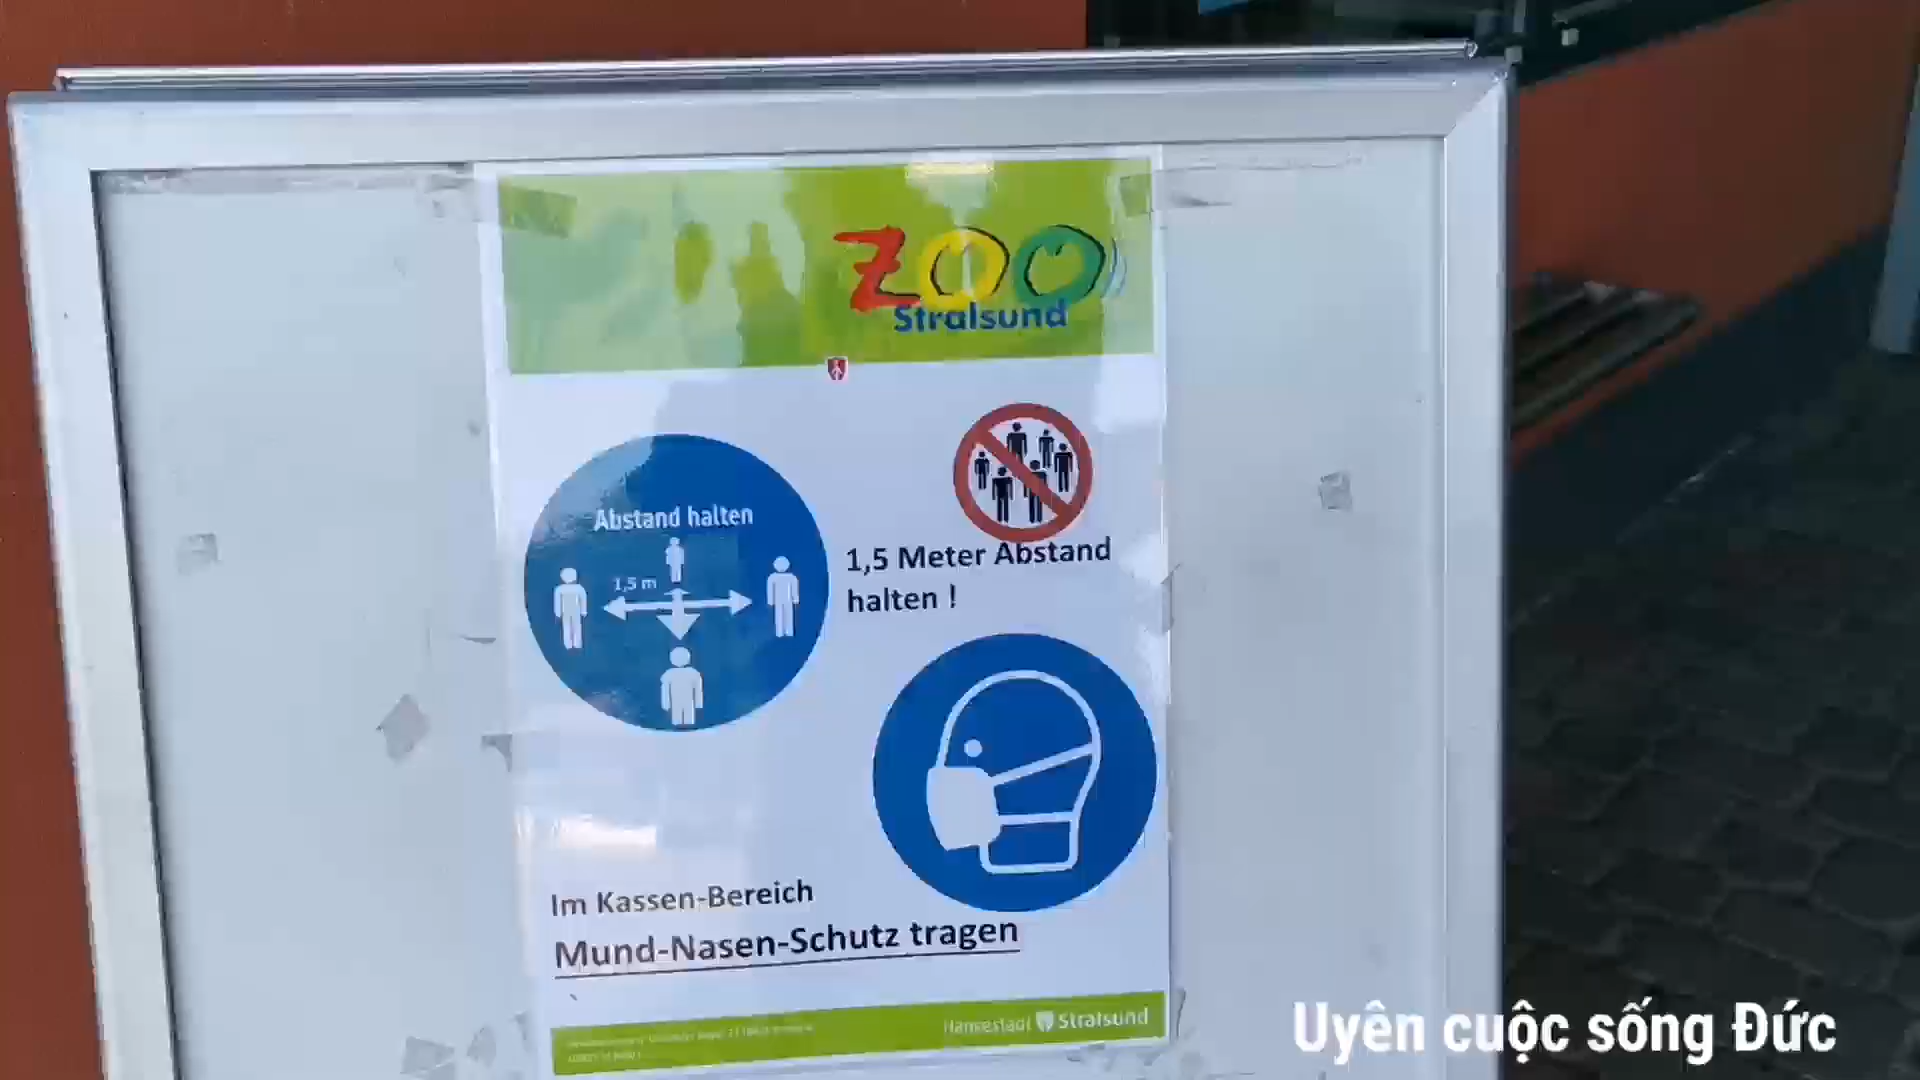 ZOO
Stralsund
Abstand halten
1,5 m
1,5 Meter Abstand
halten !
Im Kassen-Bereich
Mund-Nasen-Schutz tragen
Hansestadt Stralsund
Uyên cuộc sống Đức